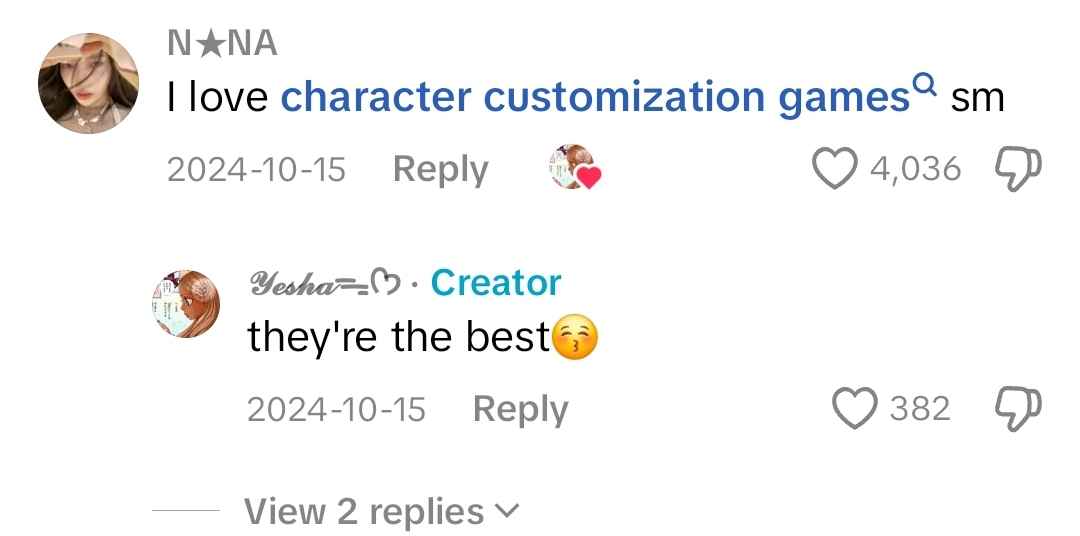 N★NA
I love character customization games sm
2024-10-15 Reply 4,036
Yesha · Creator
they're the best😚
2024-10-15 Reply 382
View 2 replies